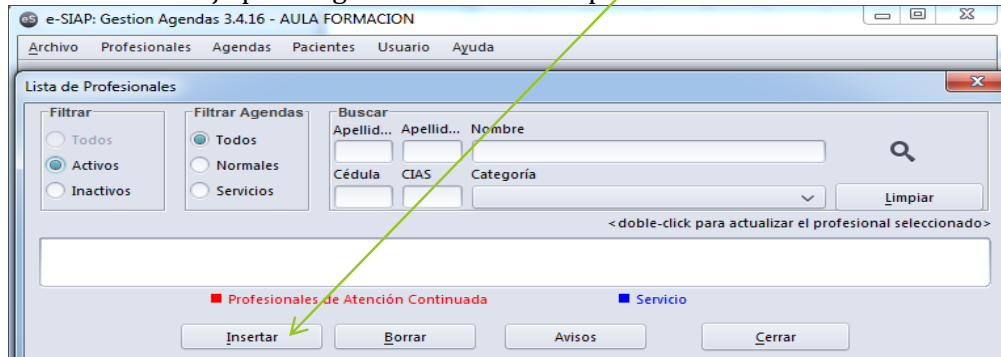 e-SIAP: Gestion Agendas 3.4.16 - AULA FORMACION
Archivo Profesionales Agendas Pacientes Usuario Ayuda
Lista de Profesionales
Filtrar Filtrar Agendas Buscar
Apellid... Apellid... Nombre
Todos Todos
Activos Normales
Cédula CIAS Categoría
Inactivos Servicios
Limpiar
<doble-click para actualizar el profesional seleccionado>
Profesionales de Atención Continuada Servicio
Insertar Borrar Avisos Cerrar